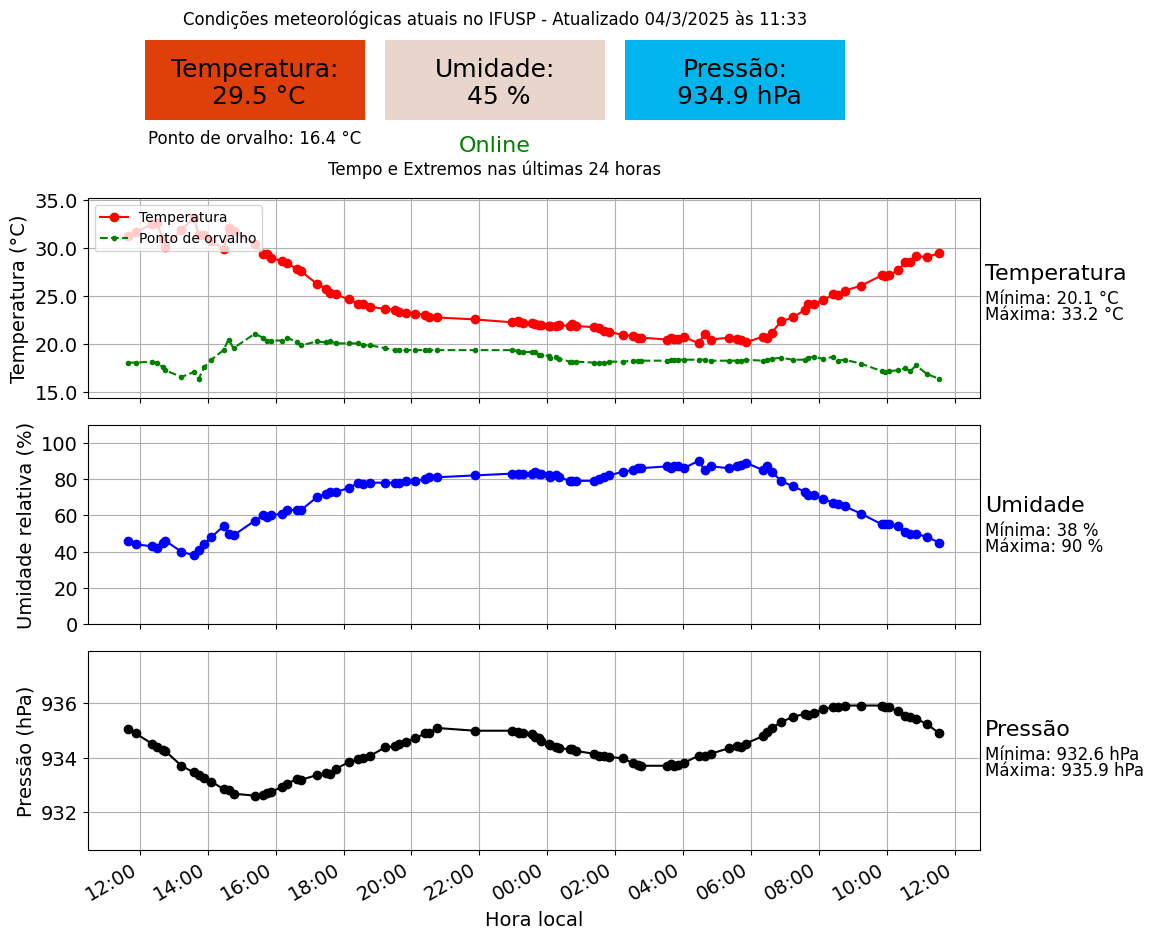 Condições meteorológicas atuais no IFUSP - Atualizado 04/3/2025 às 11:33
Temperatura:
29.5 °C
Umidade:
45 %
Pressão:
934.9 hPa
Ponto de orvalho: 16.4 °C
Online
Tempo e Extremos nas últimas 24 horas
Temperatura (°C)
35.0
30.0
25.0
20.0
15.0
Temperatura
Ponto de orvalho
Temperatura
Mínima: 20.1 °C
Máxima: 33.2 °C
Umidade relativa (%)
100
80
60
40
20
0
Umidade
Mínima: 38 %
Máxima: 90 %
Pressão (hPa)
936
934
932
Pressão
Mínima: 932.6 hPa
Máxima: 935.9 hPa
12:00
14:00
16:00
18:00
20:00
22:00
00:00
02:00
04:00
06:00
08:00
10:00
12:00
Hora local